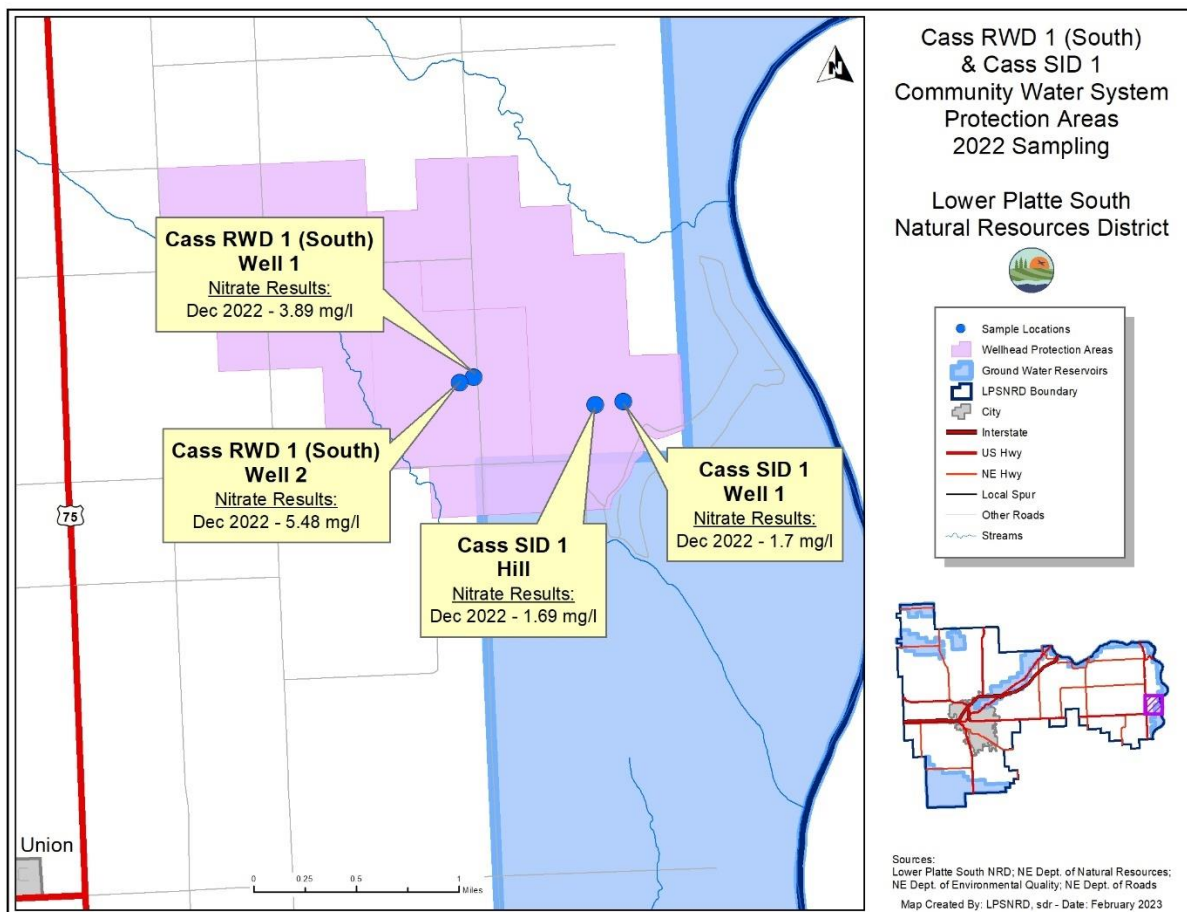 Cass RWD 1 (South)
& Cass SID 1
Community Water System
Protection Areas
2022 Sampling
Lower Platte South
Natural Resources District
N
Cass RWD 1 (South)
Well 1
Nitrate Results:
Dec 2022 - 3.89 mg/l
Cass RWD 1 (South)
Well 2
Nitrate Results:
Dec 2022 - 5.48 mg/l
Cass SID 1
Hill
Nitrate Results:
Dec 2022 - 1.69 mg/l
Cass SID 1
Well 1
Nitrate Results:
Dec 2022 - 1.7 mg/l
75
Union
0 0.25 0.5 0.75 1
Miles
Sample Locations
Wellhead Protection Areas
Ground Water Reservoirs
LPSNRD Boundary
City
Interstate
US Hwy
NE Hwy
Local Spur
Other Roads
Streams
Sources:
Lower Platte South NRD; NE Dept. of Natural Resources;
NE Dept. of Environmental Quality; NE Dept. of Roads
Map Created By: LPSNRD, sdr - Date: February 2023